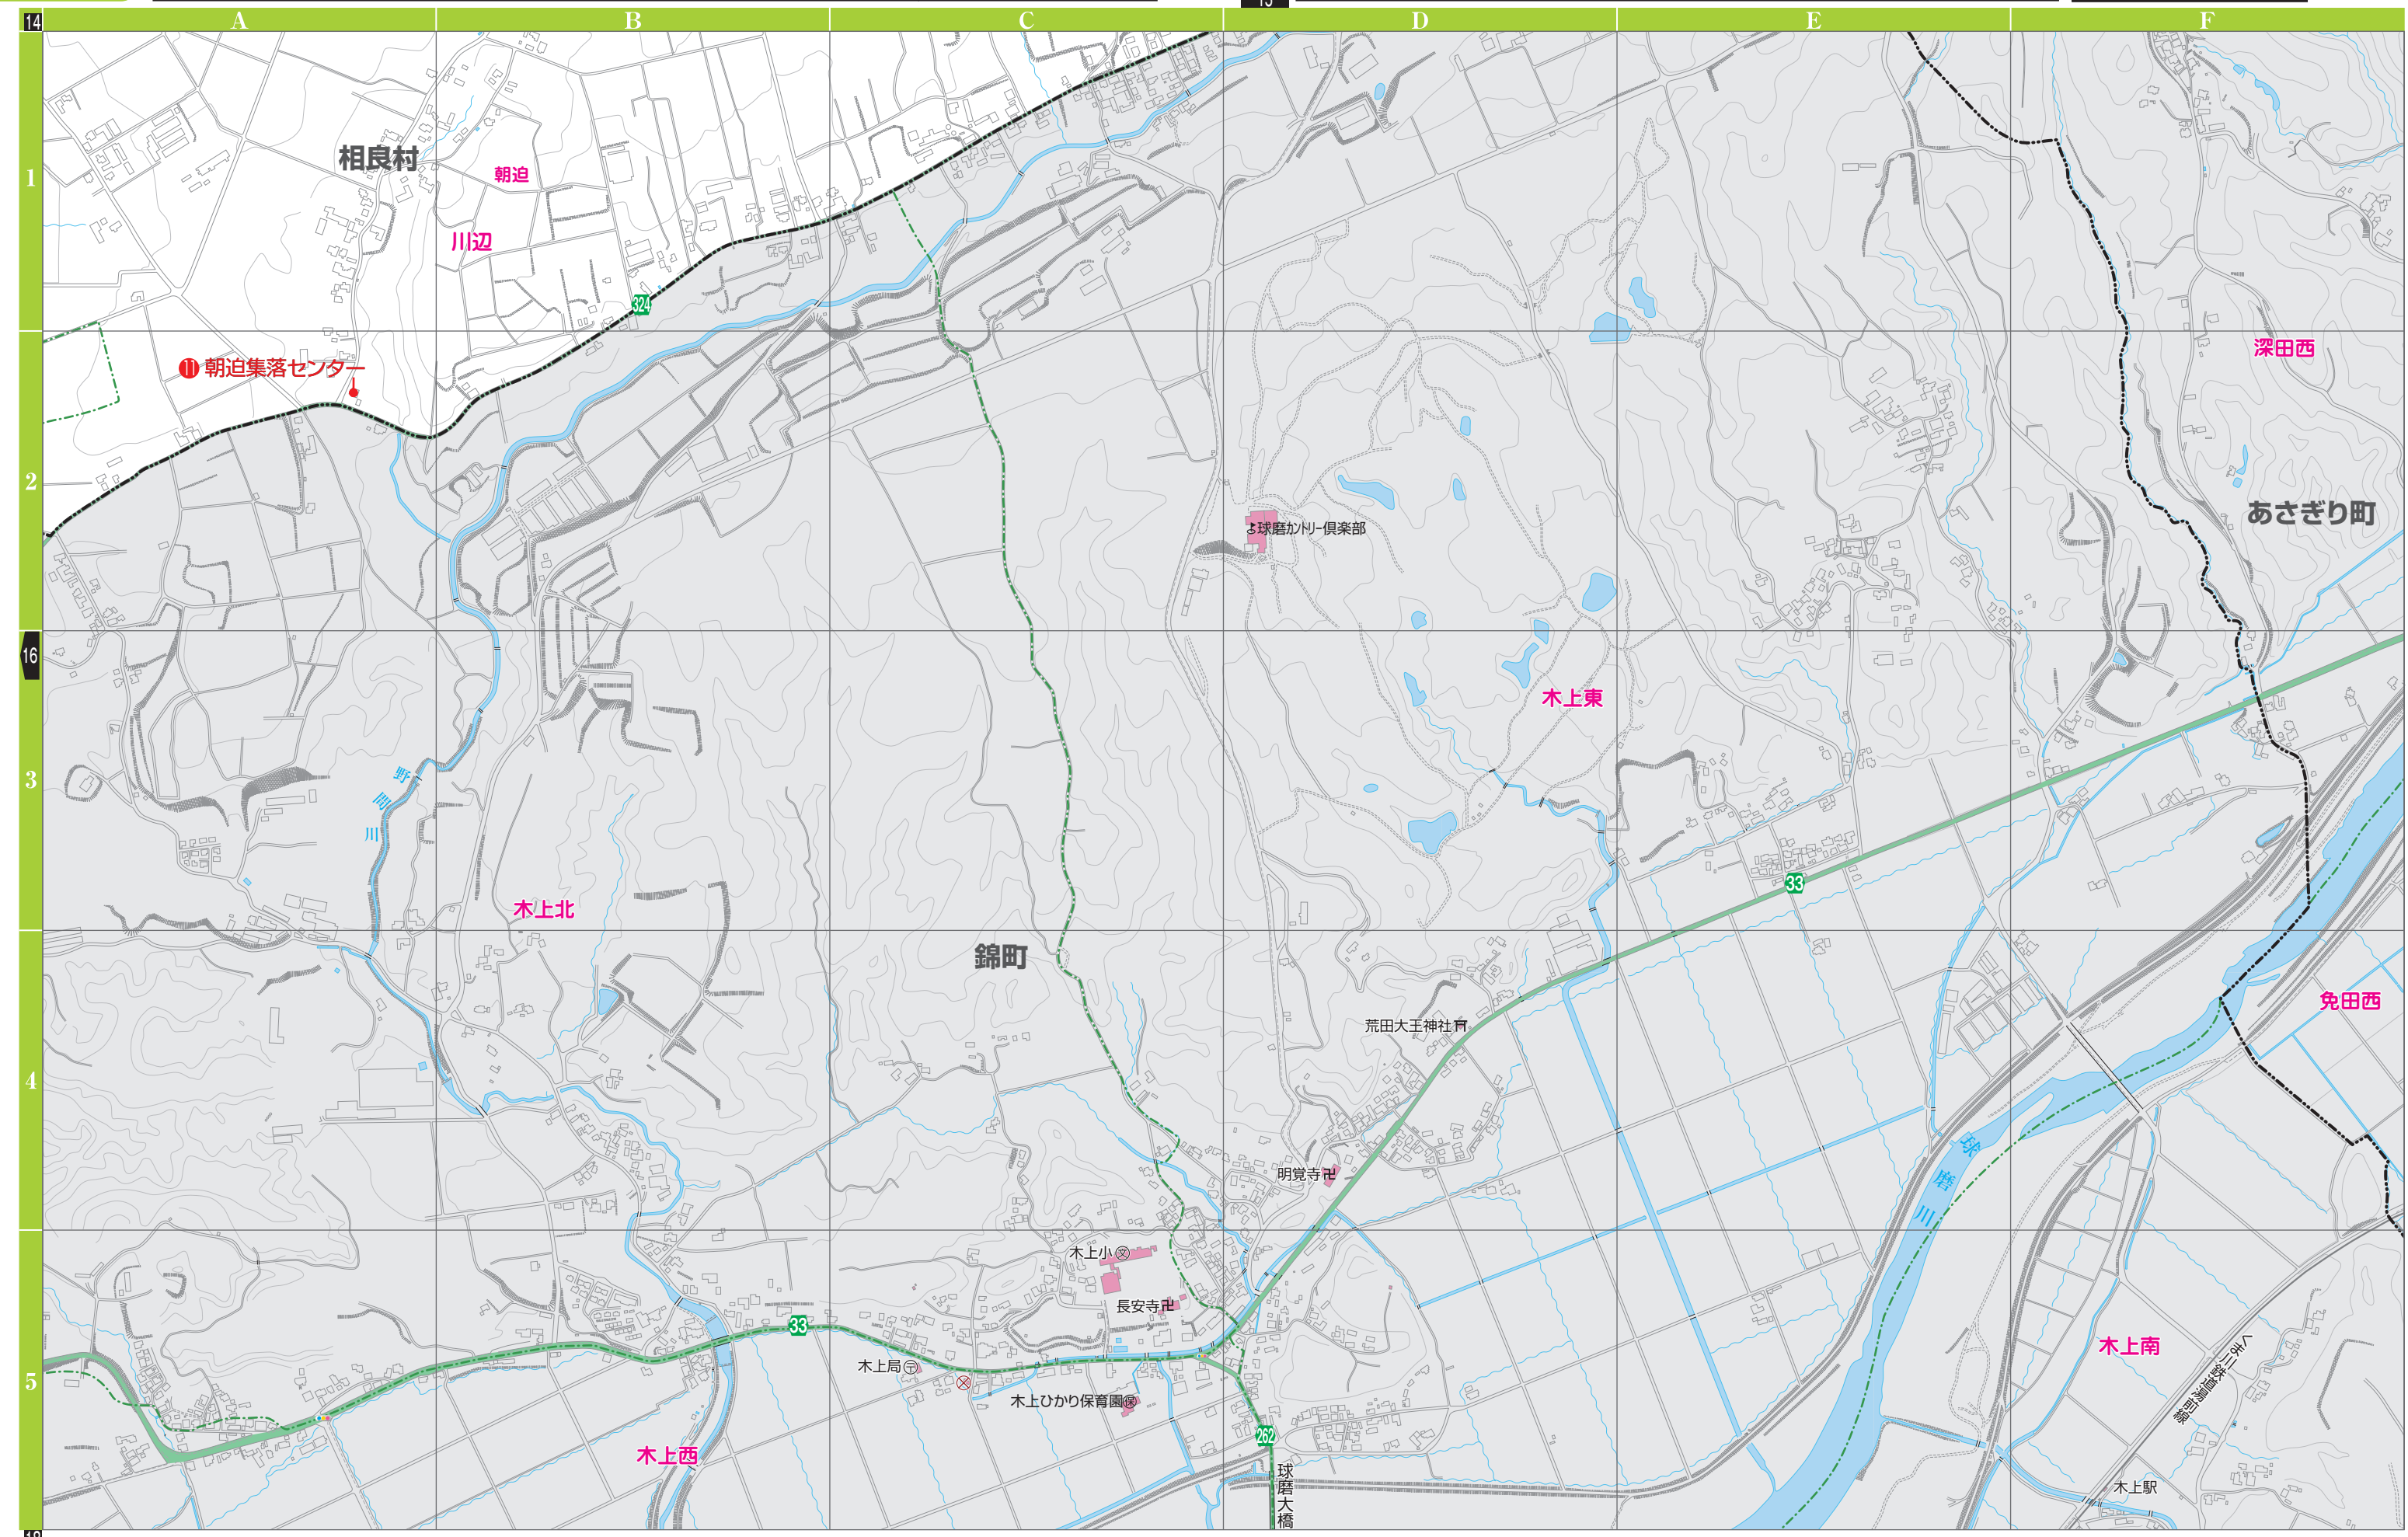 14
A
B
C
15
D
E
F
1
相良村
朝迫
川辺
324
2
⓫ 朝迫集落センター
深田西
あさぎり町
球磨カントリー倶楽部
16
木上東
3
野間川
33
木上北
錦町
免田西
荒田大王神社
4
球磨川
明覚寺
木上小 文
長安寺
33
木上南
くま川鉄道湯前線
5
木上局
木上ひかり保育園 保
262
木上西
球磨大橋
木上駅